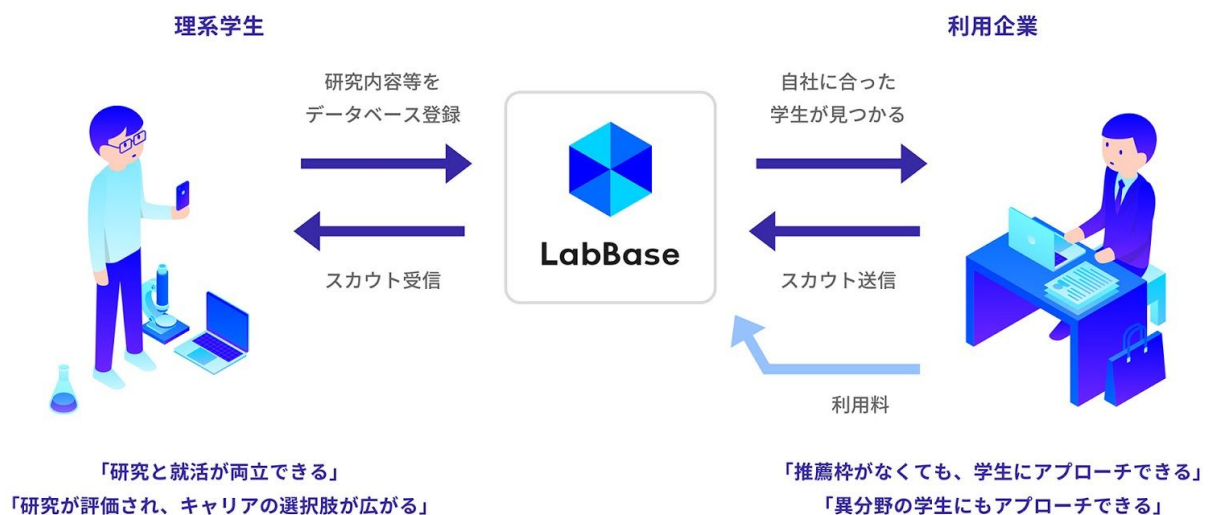 理系学生
利用企業
研究内容等を
データベース登録
自社に合った
学生が見つかる
LabBase
スカウト受信
スカウト送信
利用料
「研究と就活が両立できる」
「研究が評価され、キャリアの選択肢が広がる」
「推薦枠がなくても、学生にアプローチできる」
「異分野の学生にもアプローチできる」